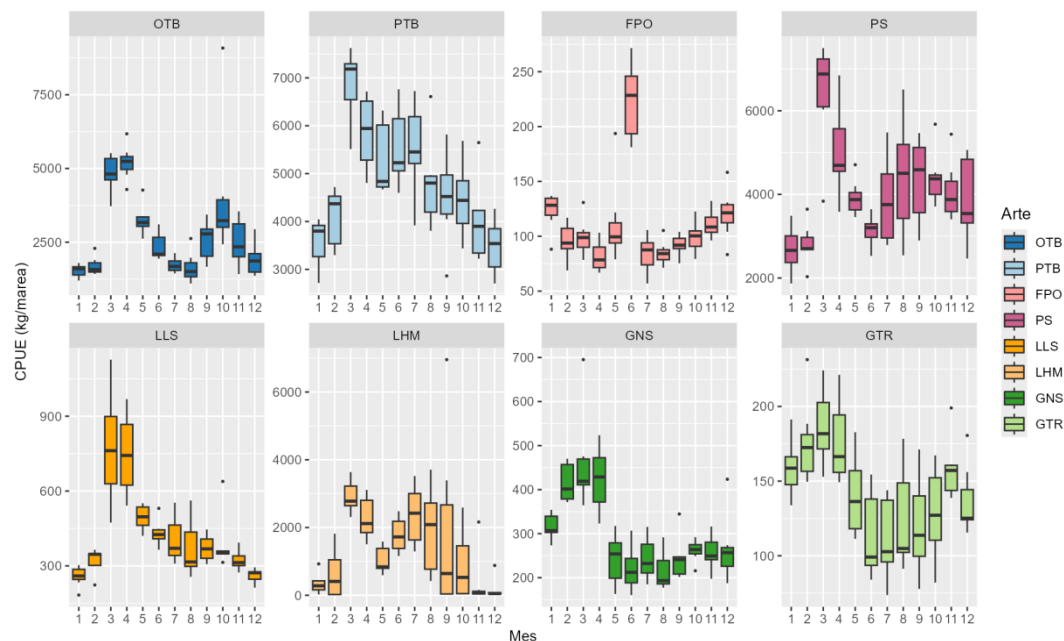 OTB PTB FPO PS
7500
5000
2500
7000
6000
5000
4000
3000
250
200
150
100
50
6000
4000
2000
1 2 3 4 5 6 7 8 9 10 11 12
1 2 3 4 5 6 7 8 9 10 11 12
1 2 3 4 5 6 7 8 9 10 11 12
1 2 3 4 5 6 7 8 9 10 11 12
CPUE (kg/marea)
LLS LHM GNS GTR
900
600
300
6000
4000
2000
0
700
600
500
400
300
200
150
100
1 2 3 4 5 6 7 8 9 10 11 12
1 2 3 4 5 6 7 8 9 10 11 12
1 2 3 4 5 6 7 8 9 10 11 12
1 2 3 4 5 6 7 8 9 10 11 12
Mes
Arte
OTB
PTB
FPO
PS
LLS
LHM
GNS
GTR